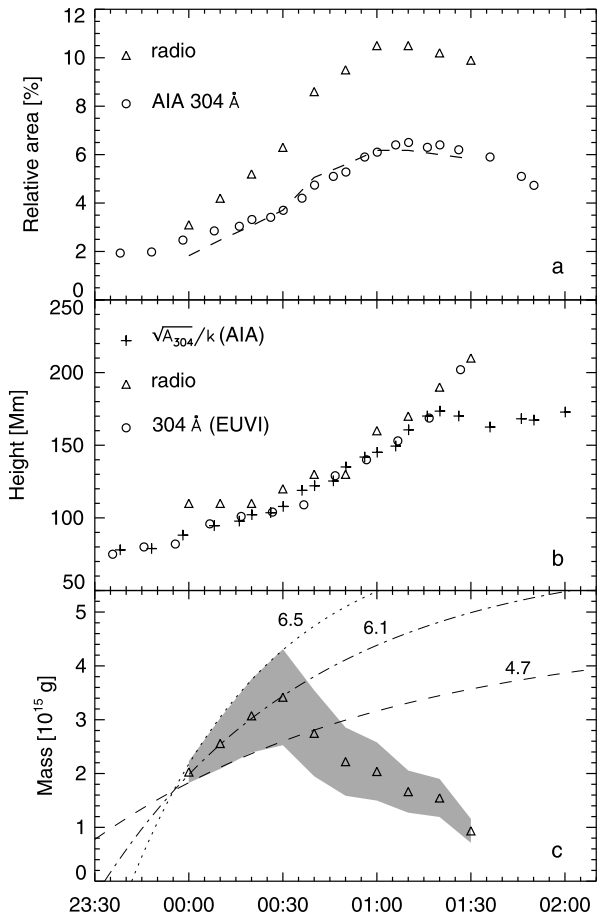 12
10
8
6
4
2
0
Relative area [%]
radio
AIA 304 Å
a
250
200
150
100
50
Height [Mm]
√A₃₀₄/k (AIA)
radio
304 Å (EUVI)
b
5
4
3
2
1
0
Mass [10¹⁵ g]
6.5
6.1
4.7
c
23:30 00:00 00:30 01:00 01:30 02:00